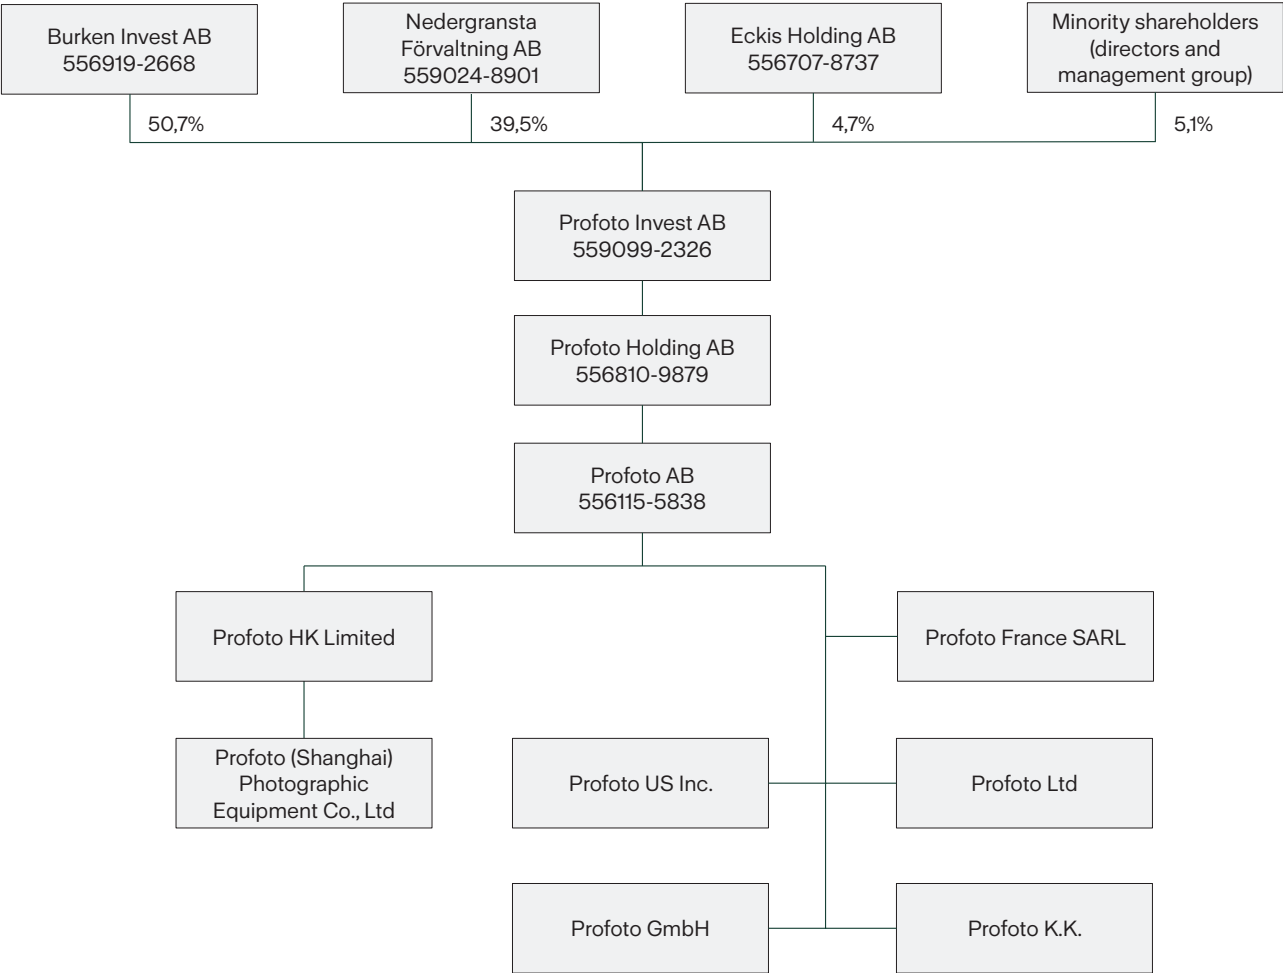 Burken Invest AB
556919-2668
Nedergransta
Förvaltning AB
559024-8901
Eckis Holding AB
556707-8737
Minority shareholders
(directors and
management group)
50,7%
39,5%
4,7%
5,1%
Profoto Invest AB
559099-2326
Profoto Holding AB
556810-9879
Profoto AB
556115-5838
Profoto HK Limited
Profoto France SARL
Profoto (Shanghai)
Photographic
Equipment Co., Ltd
Profoto US Inc.
Profoto Ltd
Profoto GmbH
Profoto K.K.